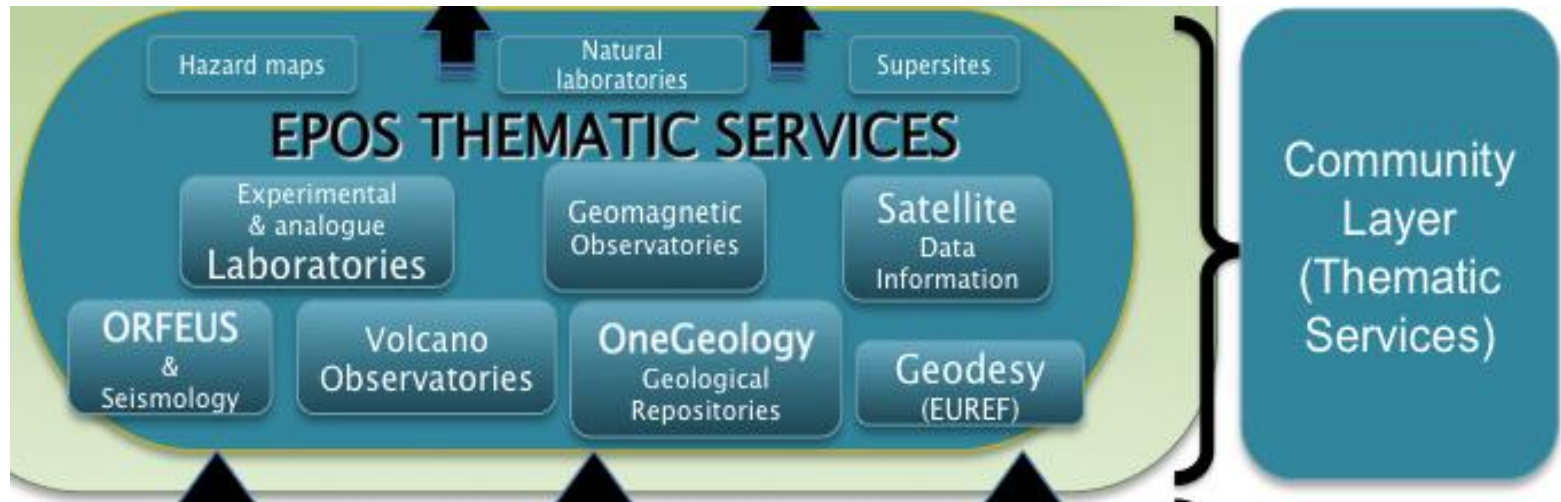 Hazard maps
Natural
laboratories
Supersites
EPOS THEMATIC SERVICES
Experimental
& analogue
Laboratories
Geomagnetic
Observatories
Satellite
Data
Information
ORFEUS
&
Seismology
Volcano
Observatories
OneGeology
Geological
Repositories
Geodesy
(EUREF)
Community
Layer
(Thematic
Services)